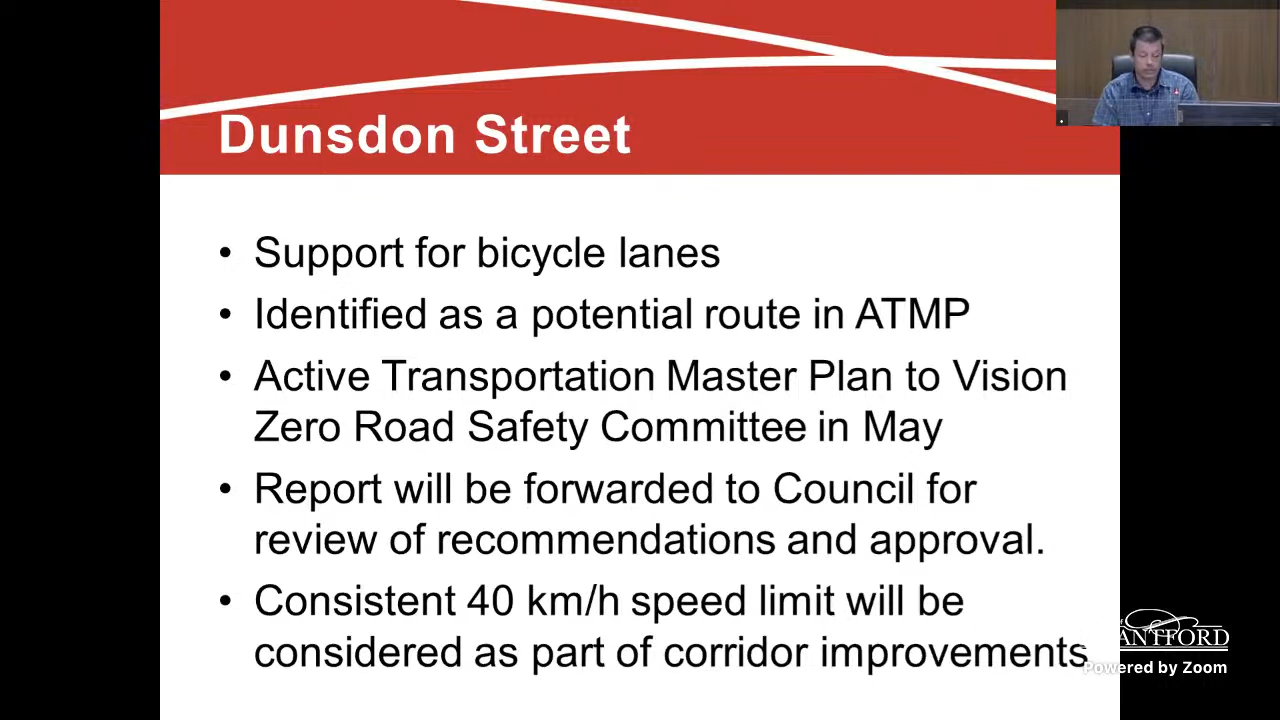 Dunsdon Street
• Support for bicycle lanes
• Identified as a potential route in ATMP
• Active Transportation Master Plan to Vision
Zero Road Safety Committee in May
• Report will be forwarded to Council for
review of recommendations and approval.
• Consistent 40 km/h speed limit will be
considered as part of corridor improvements
ANTFORD
Powered by Zoom